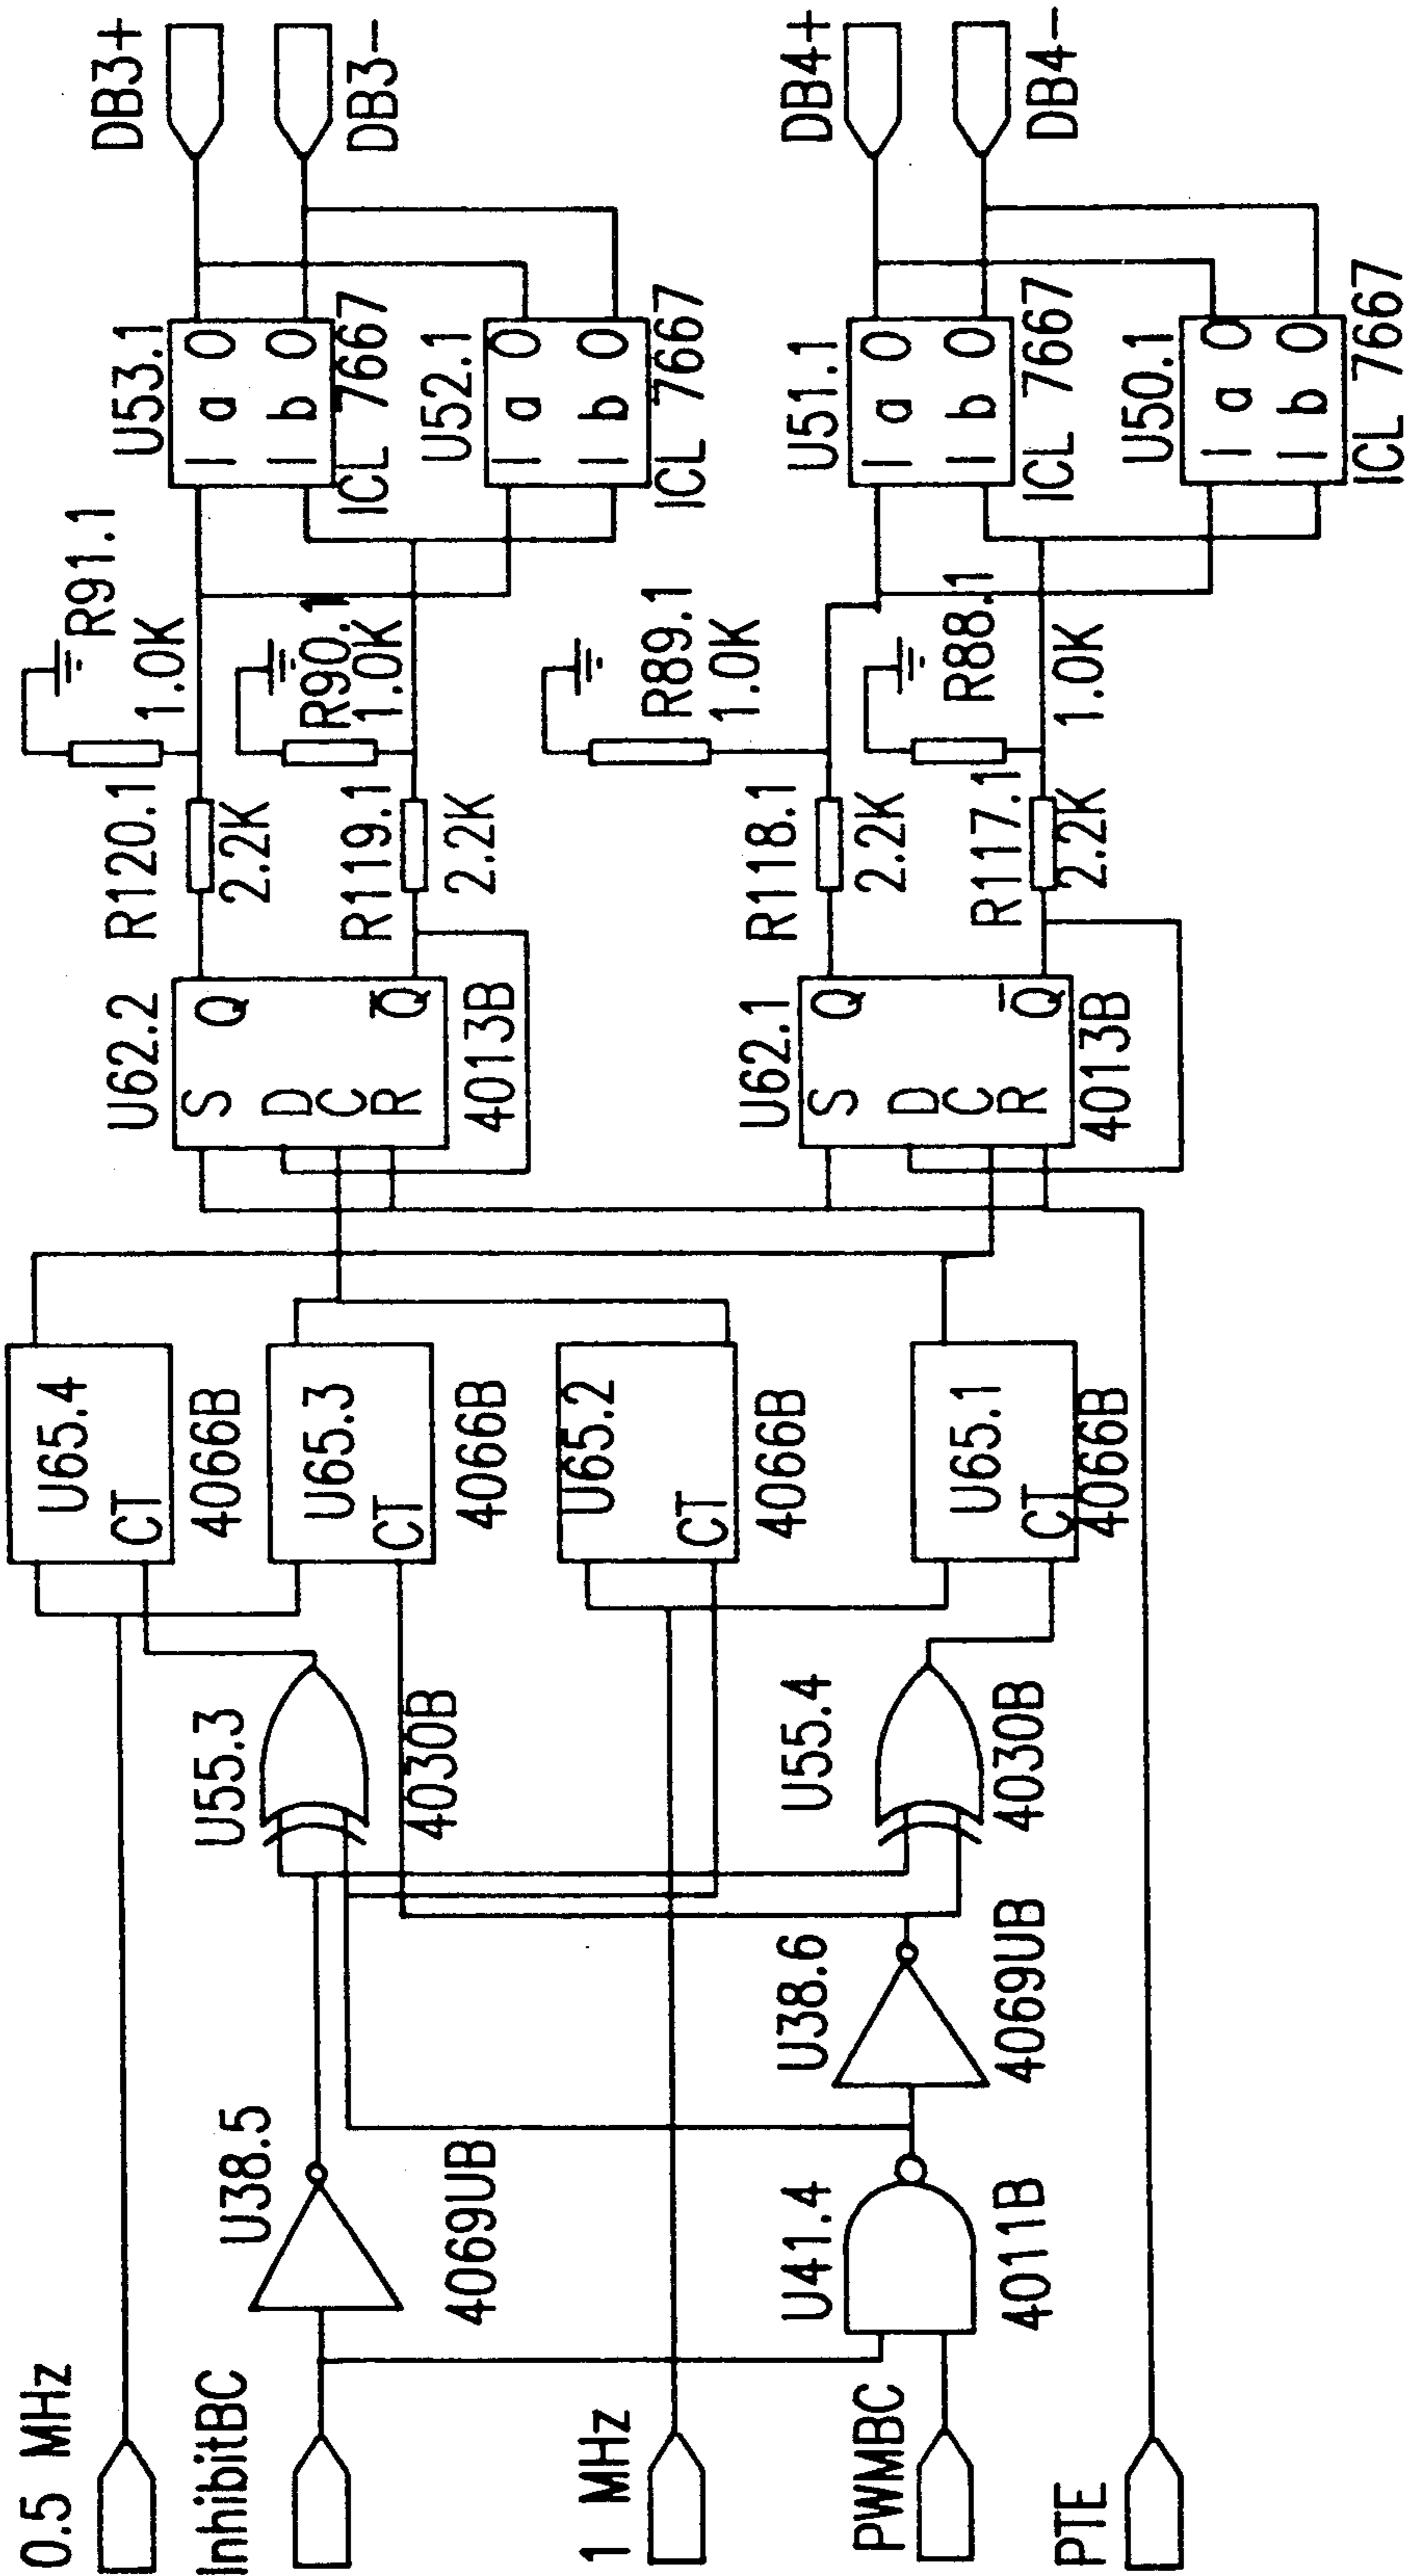 0.5 MHz
InhibitBC
1 MHz
PWMBC
PTE
U38.5
4069UB
U41.4
4011B
U38.6
4069UB
U55.3
4030B
U55.4
4030B
U65.4
CT
4066B
U65.3
CT
4066B
U65.2
CT
4066B
U65.1
CT
4066B
U62.2
S Q
D
C
R Q̅
4013B
U62.1
S Q
D
C
R Q̅
4013B
R120.1
2.2K
R119.1
2.2K
R118.1
2.2K
R117.1
2.2K
R91.1
1.0K
R90.1
1.0K
R89.1
1.0K
R88.1
1.0K
U53.1
I a O
I b O
ICL 7667
U52.1
I a O
I b O
ICL 7667
U51.1
I a O
I b O
ICL 7667
U50.1
I a O
I b O
ICL 7667
DB3+
DB3-
DB4+
DB4-